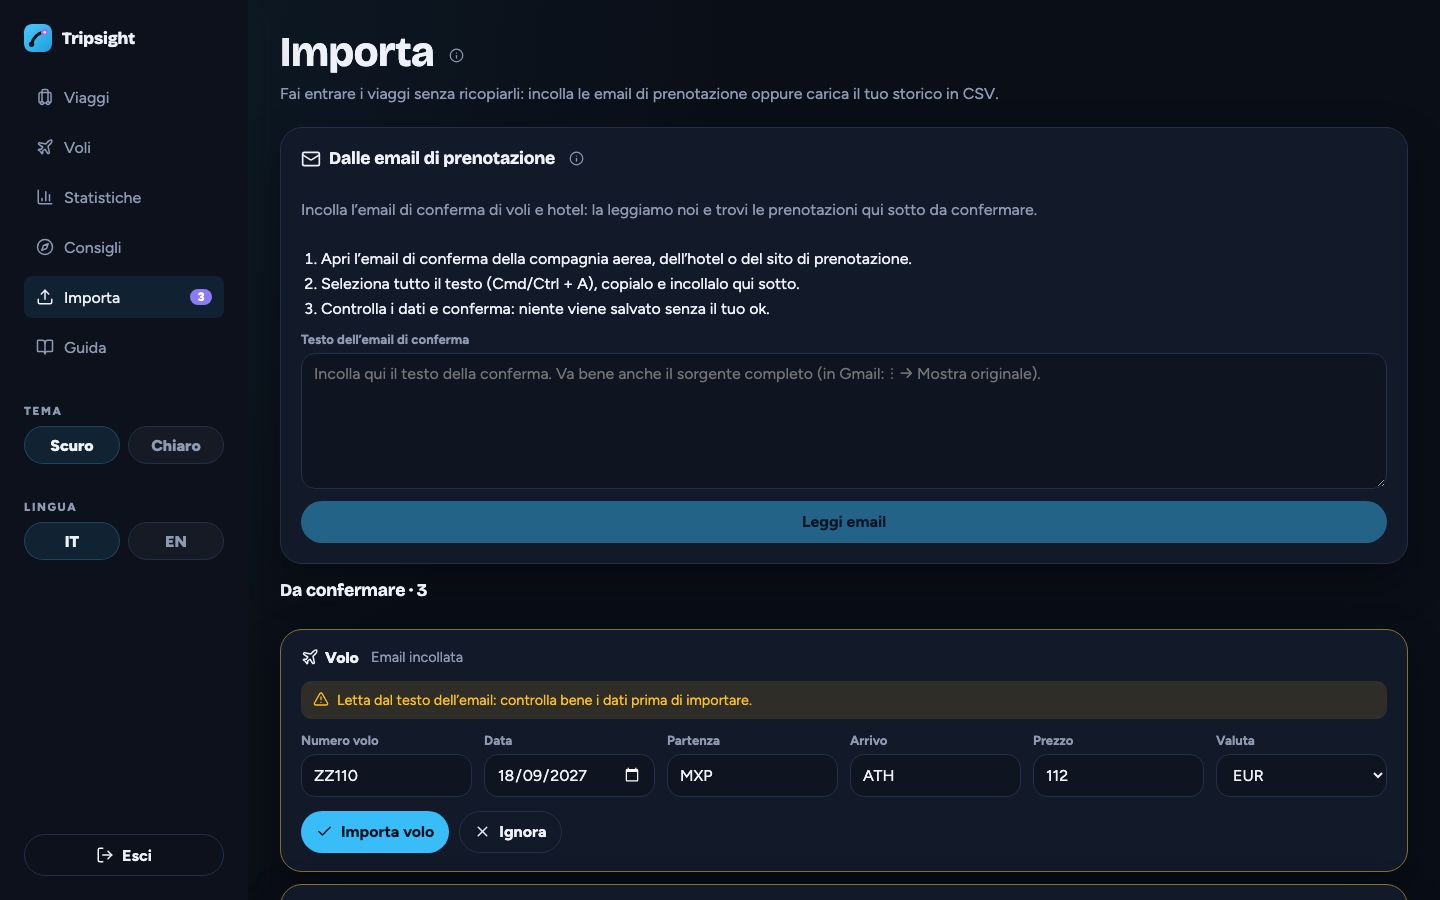 Tripsight
Viaggi
Voli
Statistiche
Consigli
Importa 3
Guida
TEMA
Scuro Chiaro
LINGUA
IT EN
Esci
Importa
Fai entrare i viaggi senza ricopiarli: incolla le email di prenotazione oppure carica il tuo storico in CSV.
Dalle email di prenotazione
Incolla l’email di conferma di voli e hotel: la leggiamo noi e trovi le prenotazioni qui sotto da confermare.
1. Apri l’email di conferma della compagnia aerea, dell’hotel o del sito di prenotazione.
2. Seleziona tutto il testo (Cmd/Ctrl + A), copialo e incollalo qui sotto.
3. Controlla i dati e conferma: niente viene salvato senza il tuo ok.
Testo dell’email di conferma
Incolla qui il testo della conferma. Va bene anche il sorgente completo (in Gmail: ⋮ → Mostra originale).
Leggi email
Da confermare · 3
Volo Email incollata
Letta dal testo dell’email: controlla bene i dati prima di importare.
Numero volo Data Partenza Arrivo Prezzo Valuta
ZZ110 18/09/2027 MXP ATH 112 EUR
Importa volo Ignora